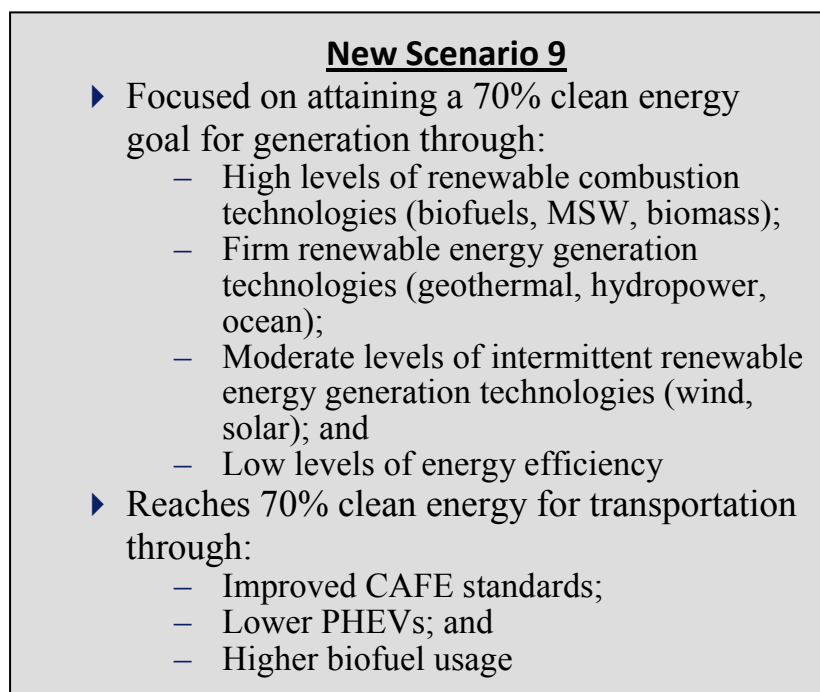 New Scenario 9
Focused on attaining a 70% clean energy
goal for generation through:
– High levels of renewable combustion
technologies (biofuels, MSW, biomass);
– Firm renewable energy generation
technologies (geothermal, hydropower,
ocean);
– Moderate levels of intermittent renewable
energy generation technologies (wind,
solar); and
– Low levels of energy efficiency
Reaches 70% clean energy for transportation
through:
– Improved CAFE standards;
– Lower PHEVs; and
– Higher biofuel usage